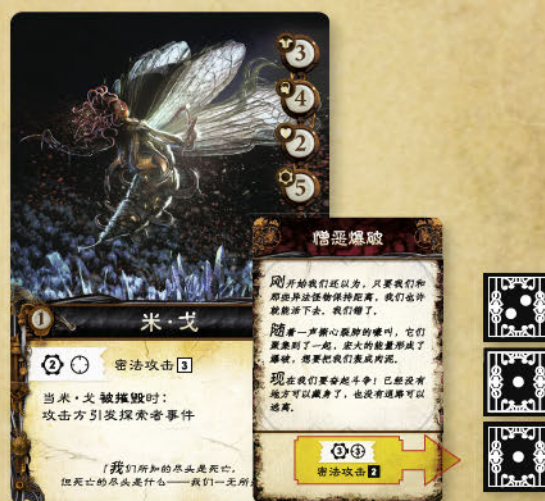 3
4
2
5
1
米·戈
2 密法攻击 3
当米·戈被摧毁时：
攻击方引发探索者事件
「我们所知的尽头是死亡，
但死亡的尽头是什么——我们一无所
憎恶爆破
刚开始我们还以为，只要我们和
那些异法怪物保持距离，我们也许
就能活下去。我们错了。
随着一声撕心裂肺的嚎叫，它们
聚集到了一起，宏大的能量形成了
爆破，想要把我们轰成肉泥。
现在我们要奋起斗争！已经没有
地方可以藏身了，也没有退路可以
逃离。
3 3
密法攻击 2